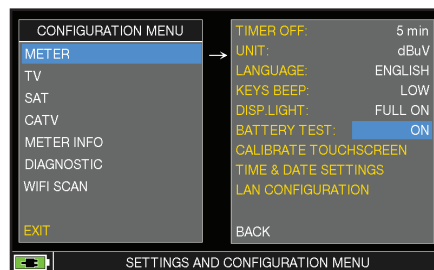 CONFIGURATION MENU
METER
TV
SAT
CATV
METER INFO
DIAGNOSTIC
WIFI SCAN
EXIT
→
TIMER OFF: 5 min
UNIT: dBuV
LANGUAGE: ENGLISH
KEYS BEEP: LOW
DISP.LIGHT: FULL ON
BATTERY TEST: ON
CALIBRATE TOUCHSCREEN
TIME & DATE SETTINGS
LAN CONFIGURATION
BACK
SETTINGS AND CONFIGURATION MENU